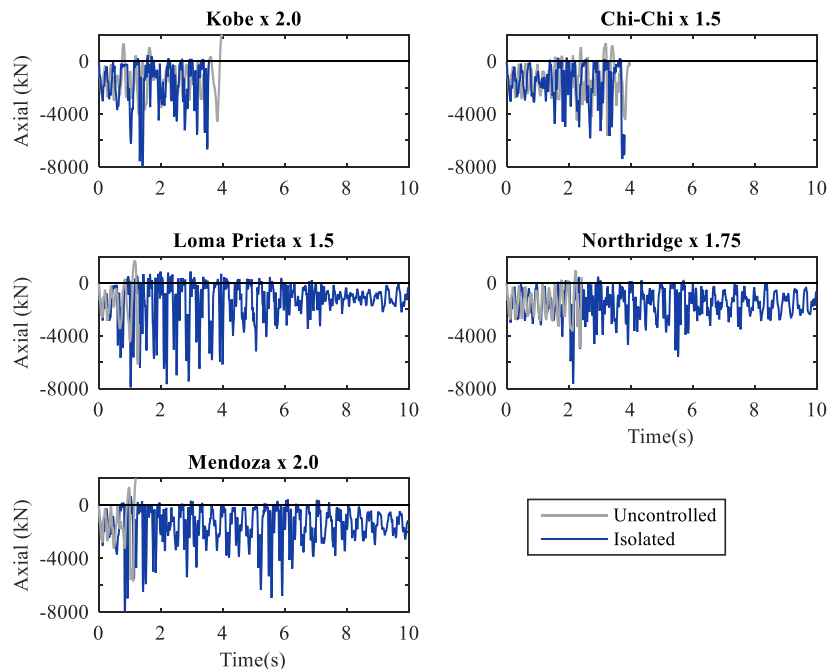 Kobe x 2.0
Chi-Chi x 1.5
Axial (kN)
0
-4000
-8000
0 2 4 6 8 10
0
-4000
-8000
0 2 4 6 8 10
Loma Prieta x 1.5
Northridge x 1.75
Axial (kN)
0
-4000
-8000
0 2 4 6 8 10
0
-4000
-8000
0 2 4 6 8 10
Time(s)
Mendoza x 2.0
Axial (kN)
0
-4000
-8000
0 2 4 6 8 10
Time(s)
Uncontrolled
Isolated